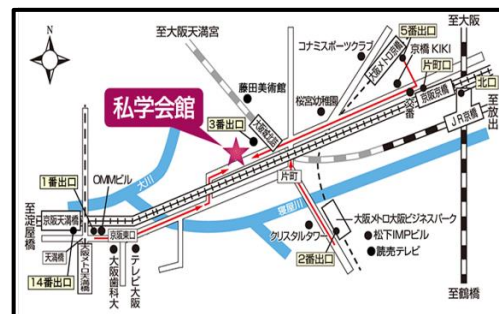 至大阪
至大阪天満宮
コナミスポーツクラブ
5番出口
京橋 KIKI
大阪メトロ京橋
片町口
N
藤田美術館
桜宮幼稚園
北口
京阪京橋
交番
私学会館
3番出口
大阪城北詰
JR京橋
至放出
1番出口
OMMビル
大川
片町
寝屋川
至淀屋橋
京阪天満橋
京阪東口
天満橋
大阪メトロ天満橋
14番出口
大阪歯科大
テレビ大阪
クリスタルタワー
2番出口
大阪メトロ大阪ビジネスパーク
松下IMPビル
読売テレビ
至鶴橋